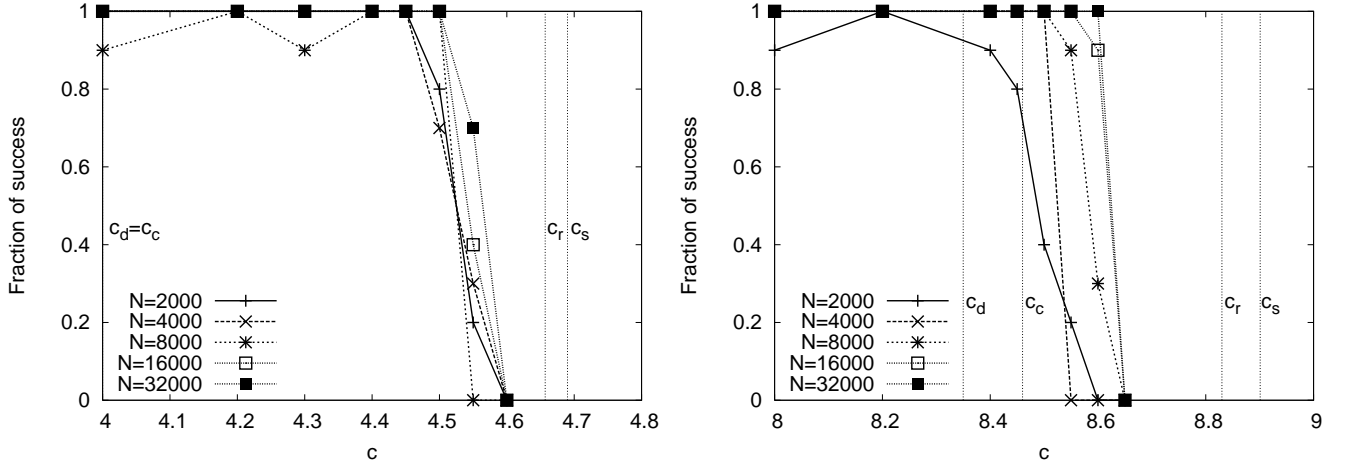 Fraction of success
1
0.8
0.6
0.4
0.2
0
c_d=c_c
c_r
c_s
N=2000
N=4000
N=8000
N=16000
N=32000
4 4.1 4.2 4.3 4.4 4.5 4.6 4.7 4.8
c
Fraction of success
1
0.8
0.6
0.4
0.2
0
N=2000
N=4000
N=8000
N=16000
N=32000
c_d
c_c
c_r
c_s
8 8.2 8.4 8.6 8.8 9
c